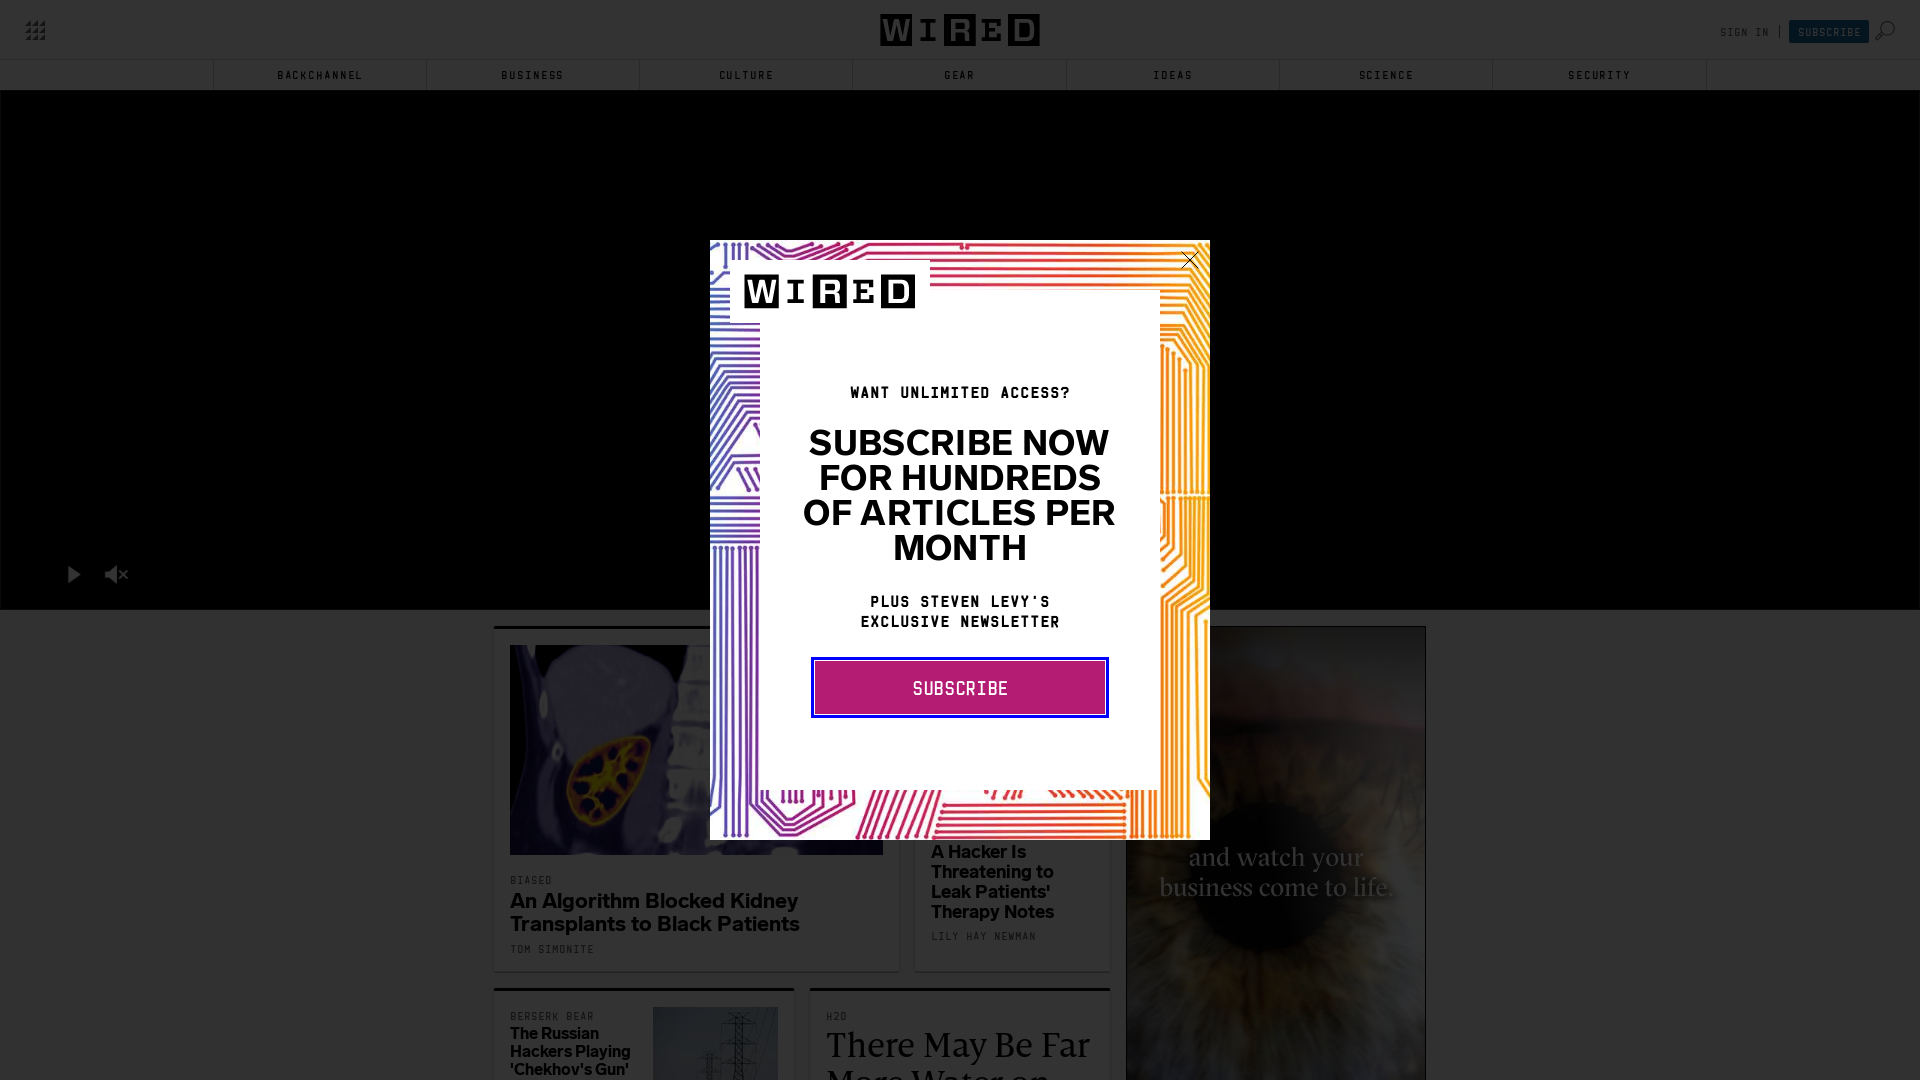 WIRED
SIGN IN
SUBSCRIBE
BACKCHANNEL
BUSINESS
CULTURE
GEAR
IDEAS
SCIENCE
SECURITY
WIRED
WANT UNLIMITED ACCESS?
SUBSCRIBE NOW
FOR HUNDREDS
OF ARTICLES PER
MONTH
PLUS STEVEN LEVY'S
EXCLUSIVE NEWSLETTER
SUBSCRIBE
BIASED
An Algorithm Blocked Kidney
Transplants to Black Patients
TOM SIMONITE
A Hacker Is
Threatening to
Leak Patients'
Therapy Notes
LILY HAY NEWMAN
and watch your
business come to life.
BERSERK BEAR
The Russian
Hackers Playing
'Chekhov's Gun'
H2O
There May Be Far
More Water on